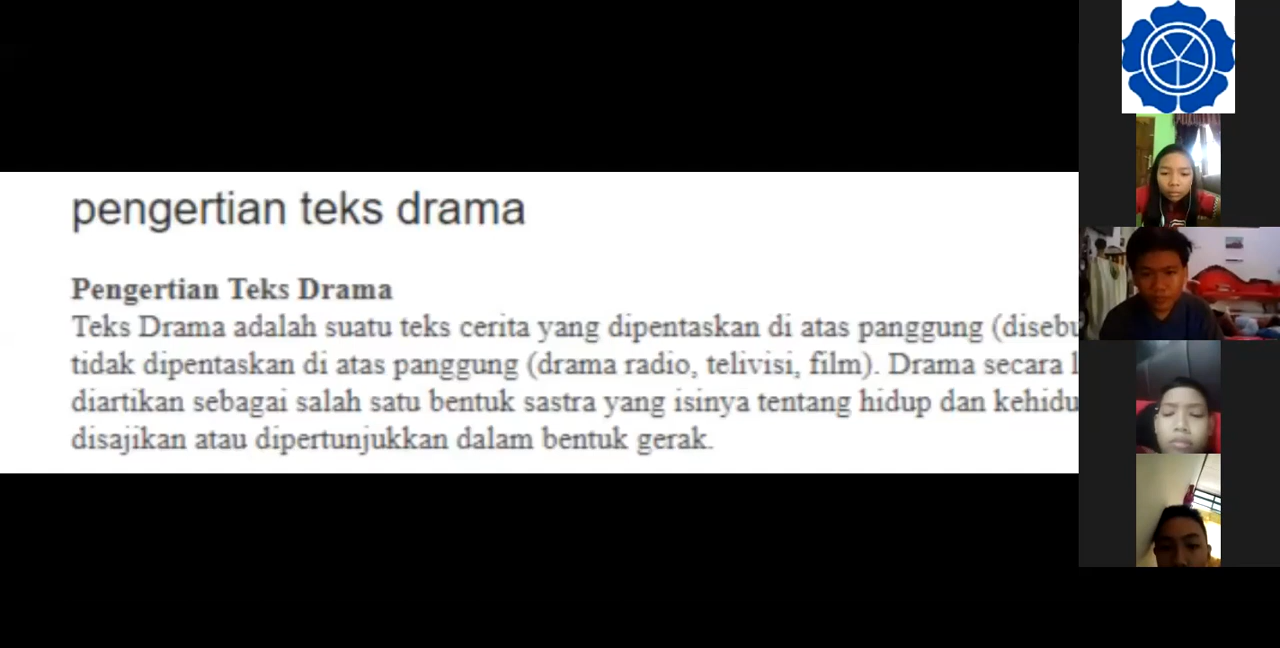 pengertian teks drama
Pengertian Teks Drama
Teks Drama adalah suatu teks cerita yang dipentaskan di atas panggung
tidak dipentaskan di atas panggung (drama radio, telivisi, film). Drama secara
diartikan sebagai salah satu bentuk sastra yang isinya tentang hidup dan
disajikan atau dipertunjukkan dalam bentuk gerak.